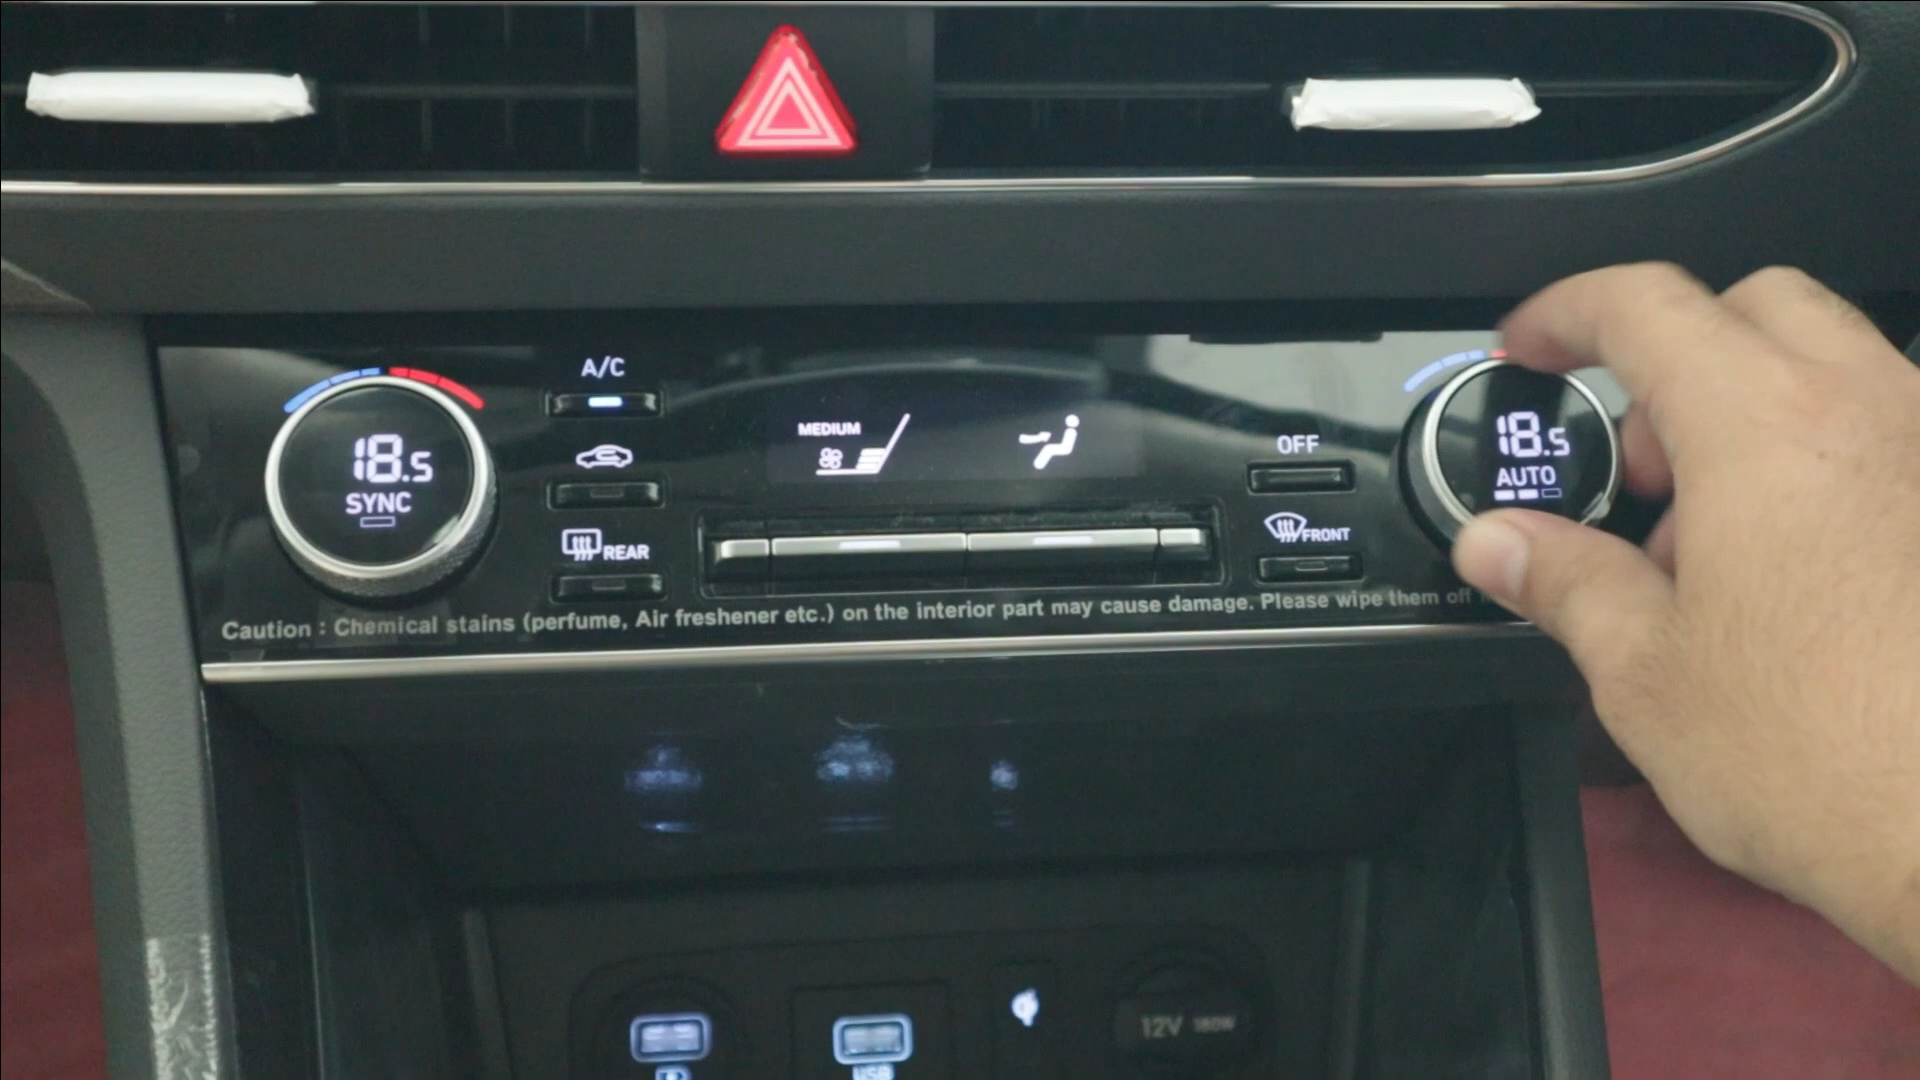 A/C
18.5
SYNC
MEDIUM
OFF
18.5
AUTO
REAR
FRONT
Caution : Chemical stains (perfume, Air freshener etc.) on the interior part may cause damage. Please wipe them off
12V 180W
USB